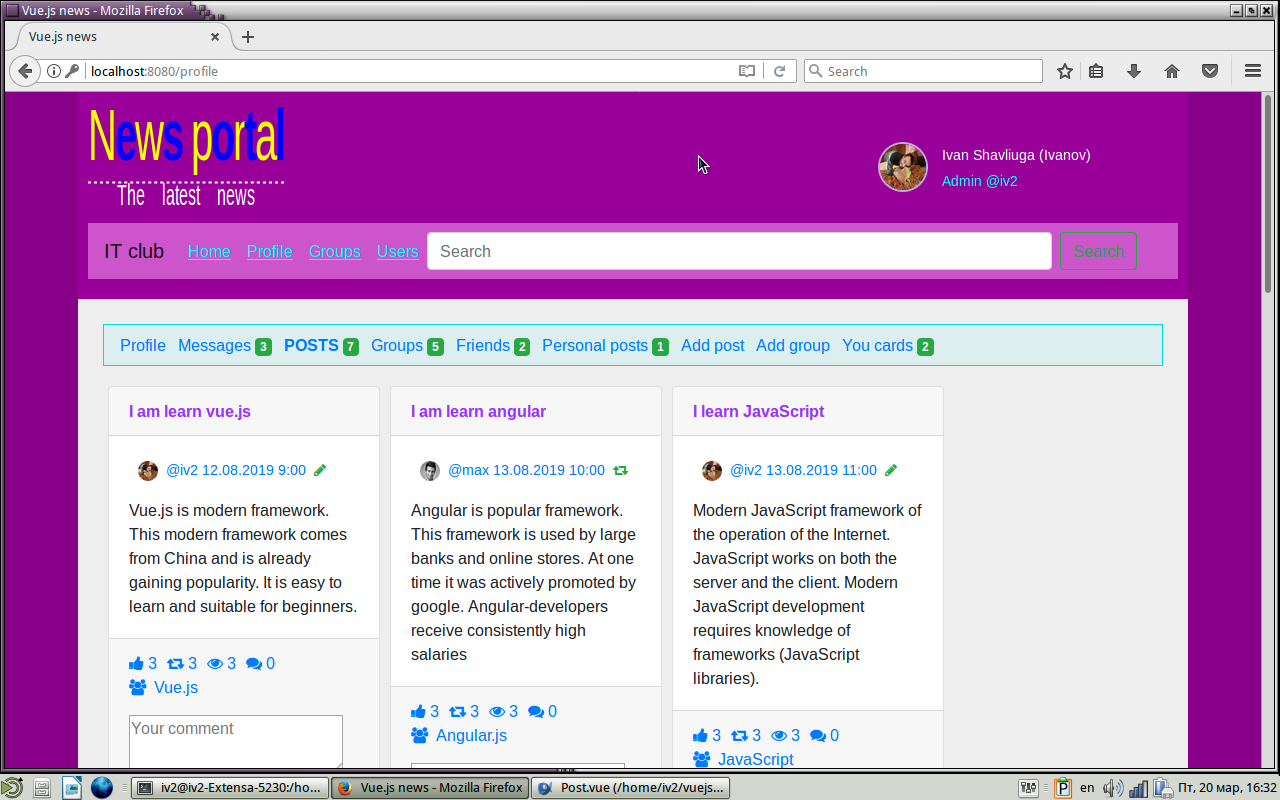 Vue.js news - Mozilla Firefox
Vue.js news
localhost:8080/profile
Search
News portal
The latest news
Ivan Shavliuga (Ivanov)
Admin @iv2
IT club Home Profile Groups Users Search Search
Profile Messages 3 POSTS 7 Groups 5 Friends 2 Personal posts 1 Add post Add group You cards 2
I am learn vue.js
@iv2 12.08.2019 9:00
Vue.js is modern framework.
This modern framework comes
from China and is already
gaining popularity. It is easy to
learn and suitable for beginners.
3 3 3 0
Vue.js
Your comment
I am learn angular
@max 13.08.2019 10:00
Angular is popular framework.
This framework is used by large
banks and online stores. At one
time it was actively promoted by
google. Angular-developers
receive consistently high
salaries
3 3 3 0
Angular.js
I learn JavaScript
@iv2 13.08.2019 11:00
Modern JavaScript framework of
the operation of the Internet.
JavaScript works on both the
server and the client. Modern
JavaScript development
requires knowledge of
frameworks (JavaScript
libraries).
3 3 3 0
JavaScript
iv2@iv2-Extensa-5230:/ho...
Vue.js news - Mozilla Firefox
Post.vue (/home/iv2/vuejs...
en
Пт, 20 мар, 16:32